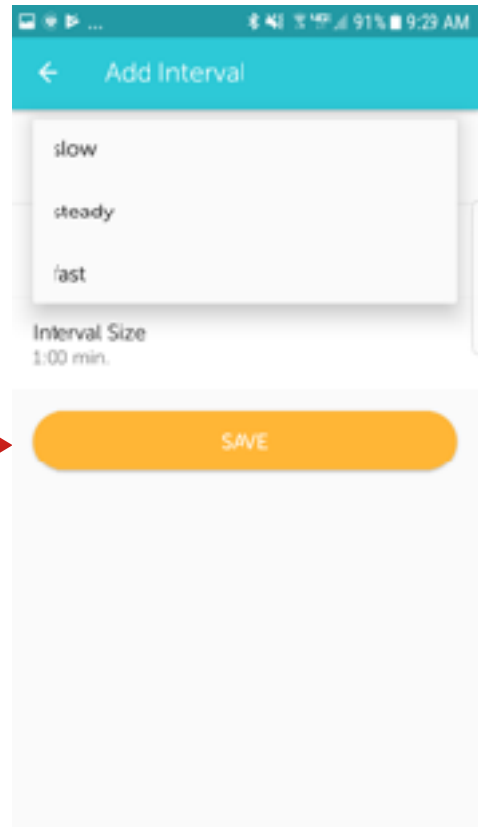 ... 91% 9:29 AM
Add Interval
slow
steady
fast
Interval Size
1:00 min.
SAVE